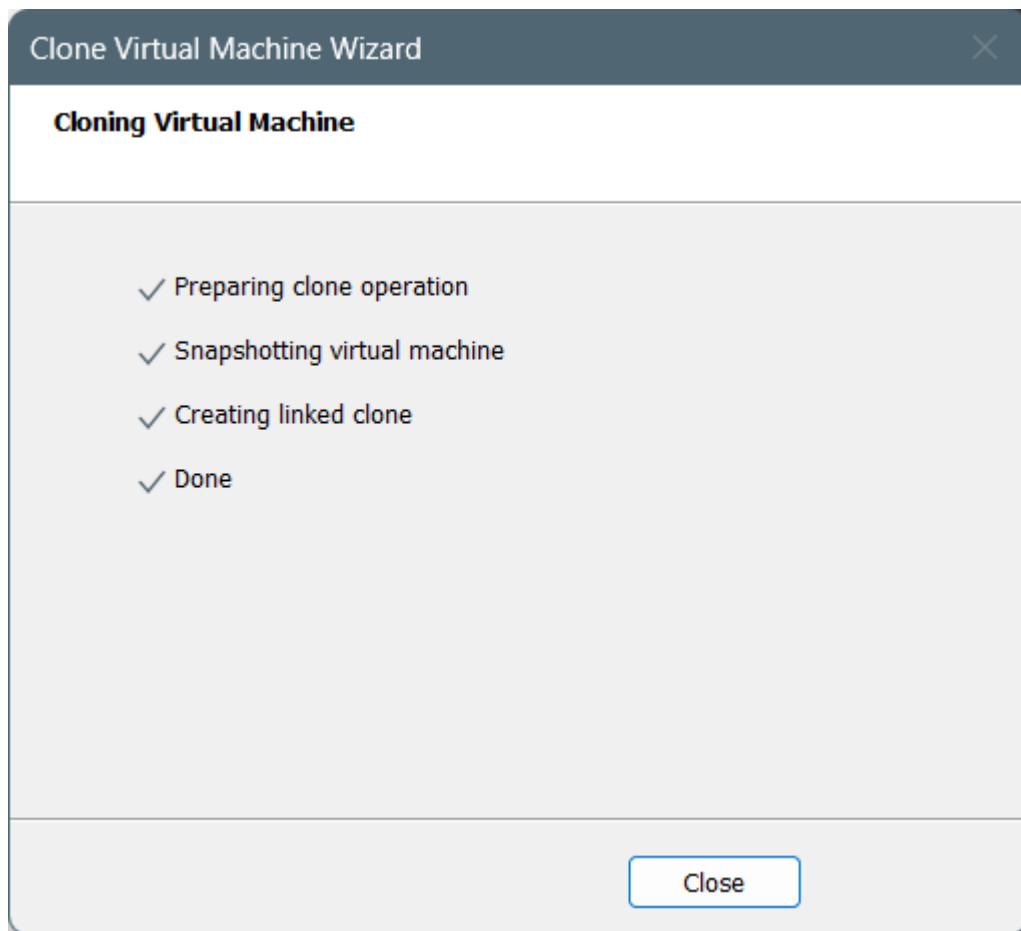 Clone Virtual Machine Wizard
Cloning Virtual Machine
Preparing clone operation
Snapshotting virtual machine
Creating linked clone
Done
Close